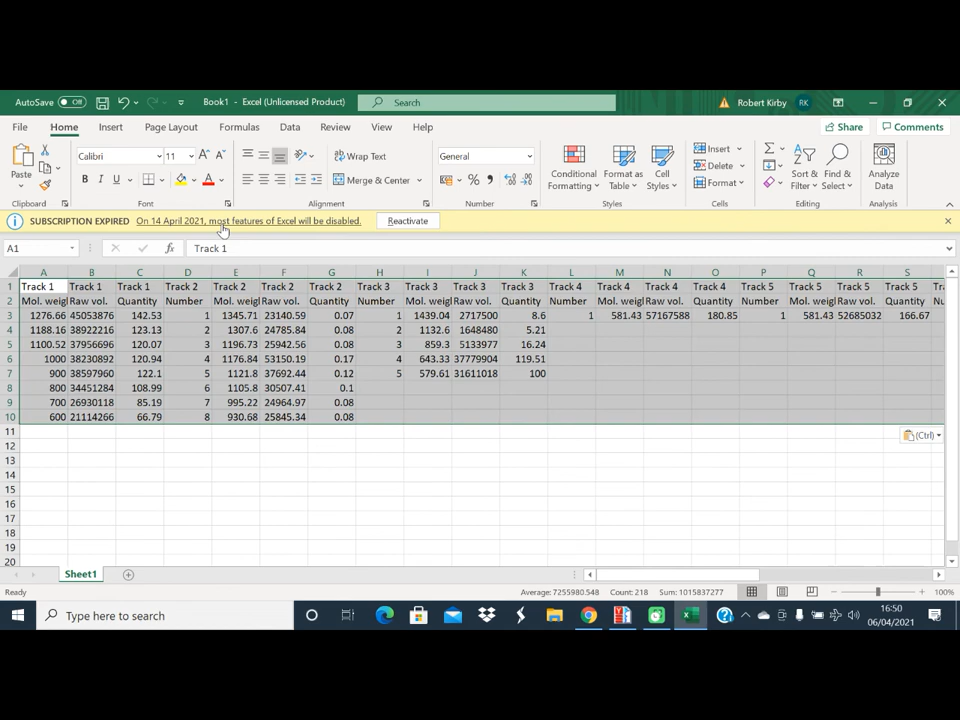 AutoSave Off Book1 - Excel (Unlicensed Product) Search Robert Kirby RK
File Home Insert Page Layout Formulas Data Review View Help Share Comments
Paste Calibri 11 A A Wrap Text General Conditional Formatting Format as Table Cell Styles Insert Sort & Filter Find & Select Analyze Data
B I U A Merge & Center % Delete Format
Clipboard Font Alignment Number Styles Cells Editing Analysis
SUBSCRIPTION EXPIRED On 14 April 2021, most features of Excel will be disabled. Reactivate
A1 fx Track 1
A B C D E F G H I J K L M N O P Q R S
1 Track 1 Track 1 Track 1 Track 2 Track 2 Track 2 Track 2 Track 3 Track 3 Track 3 Track 3 Track 4 Track 4 Track 4 Track 4 Track 5 Track 5 Track 5 Track 5 Tra
2 Mol. weigl Raw vol. Quantity Number Mol. weigl Raw vol. Quantity Number Mol. weigl Raw vol. Quantity Number Mol. weigl Raw vol. Quantity Number Mol. weigl Raw vol. Quantity Nu
3 1276.66 45053876 142.53 1 1345.71 23140.59 0.07 1 1439.04 2717500 8.6 1 581.43 57167588 180.85 1 581.43 52685032 166.67
4 1188.16 38922216 123.13 2 1307.6 24785.84 0.08 2 1132.6 1648480 5.21
5 1100.52 37956696 120.07 3 1196.73 25942.56 0.08 3 859.3 5133977 16.24
6 1000 38230892 120.94 4 1176.84 53150.19 0.17 4 643.33 37779904 119.51
7 900 38597960 122.1 5 1121.8 37692.44 0.12 5 579.61 31611018 100
8 800 34451284 108.99 6 1105.8 30507.41 0.1
9 700 26930118 85.19 7 995.22 24964.97 0.08
10 600 21114266 66.79 8 930.68 25845.34 0.08
11 (Ctrl)
12
13
14
15
16
17
18
19
20
Sheet1
Ready Average: 7255980.548 Count: 218 Sum: 1015837277 100%
Type here to search 16:50
06/04/2021